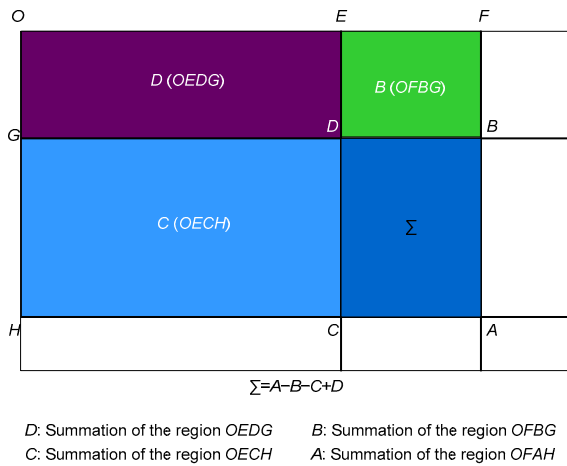 O E F
D (OEDG)
B (OFBG)
G D B
C (OECH)
Σ
H C A
Σ=A−B−C+D
D: Summation of the region OEDG B: Summation of the region OFBG
C: Summation of the region OECH A: Summation of the region OFAH